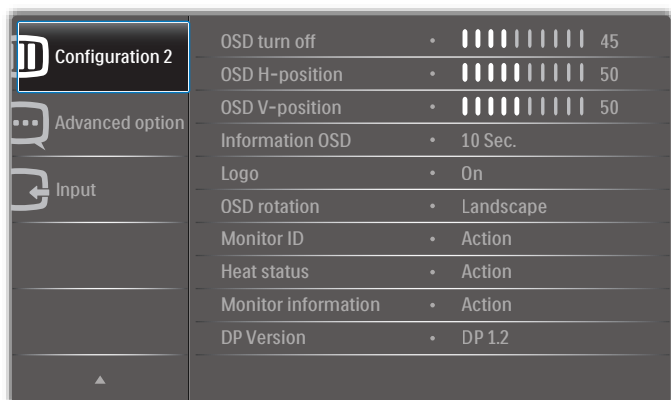 Configuration 2
Advanced option
Input
OSD turn off • 45
OSD H-position • 50
OSD V-position • 50
Information OSD • 10 Sec.
Logo • On
OSD rotation • Landscape
Monitor ID • Action
Heat status • Action
Monitor information • Action
DP Version • DP 1.2